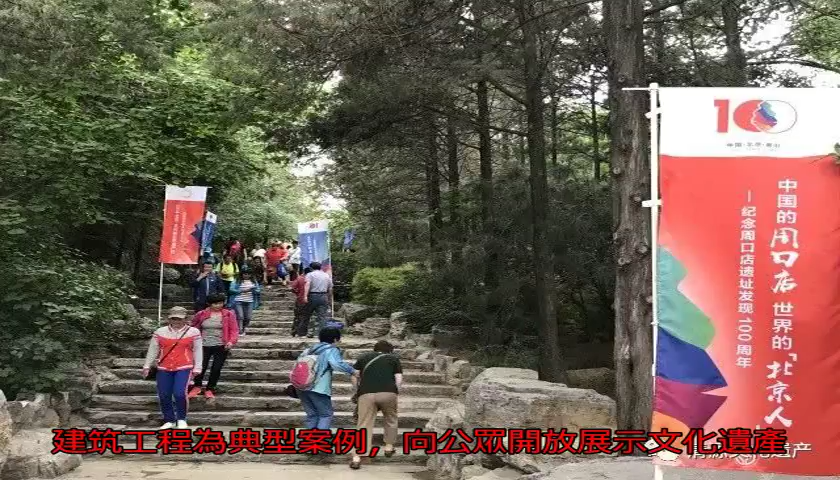 100
中国的周口店 世界的「北京人
—纪念周口店遗址发现100周年
建筑工程為典型案例，向公眾開放展示文化遺產